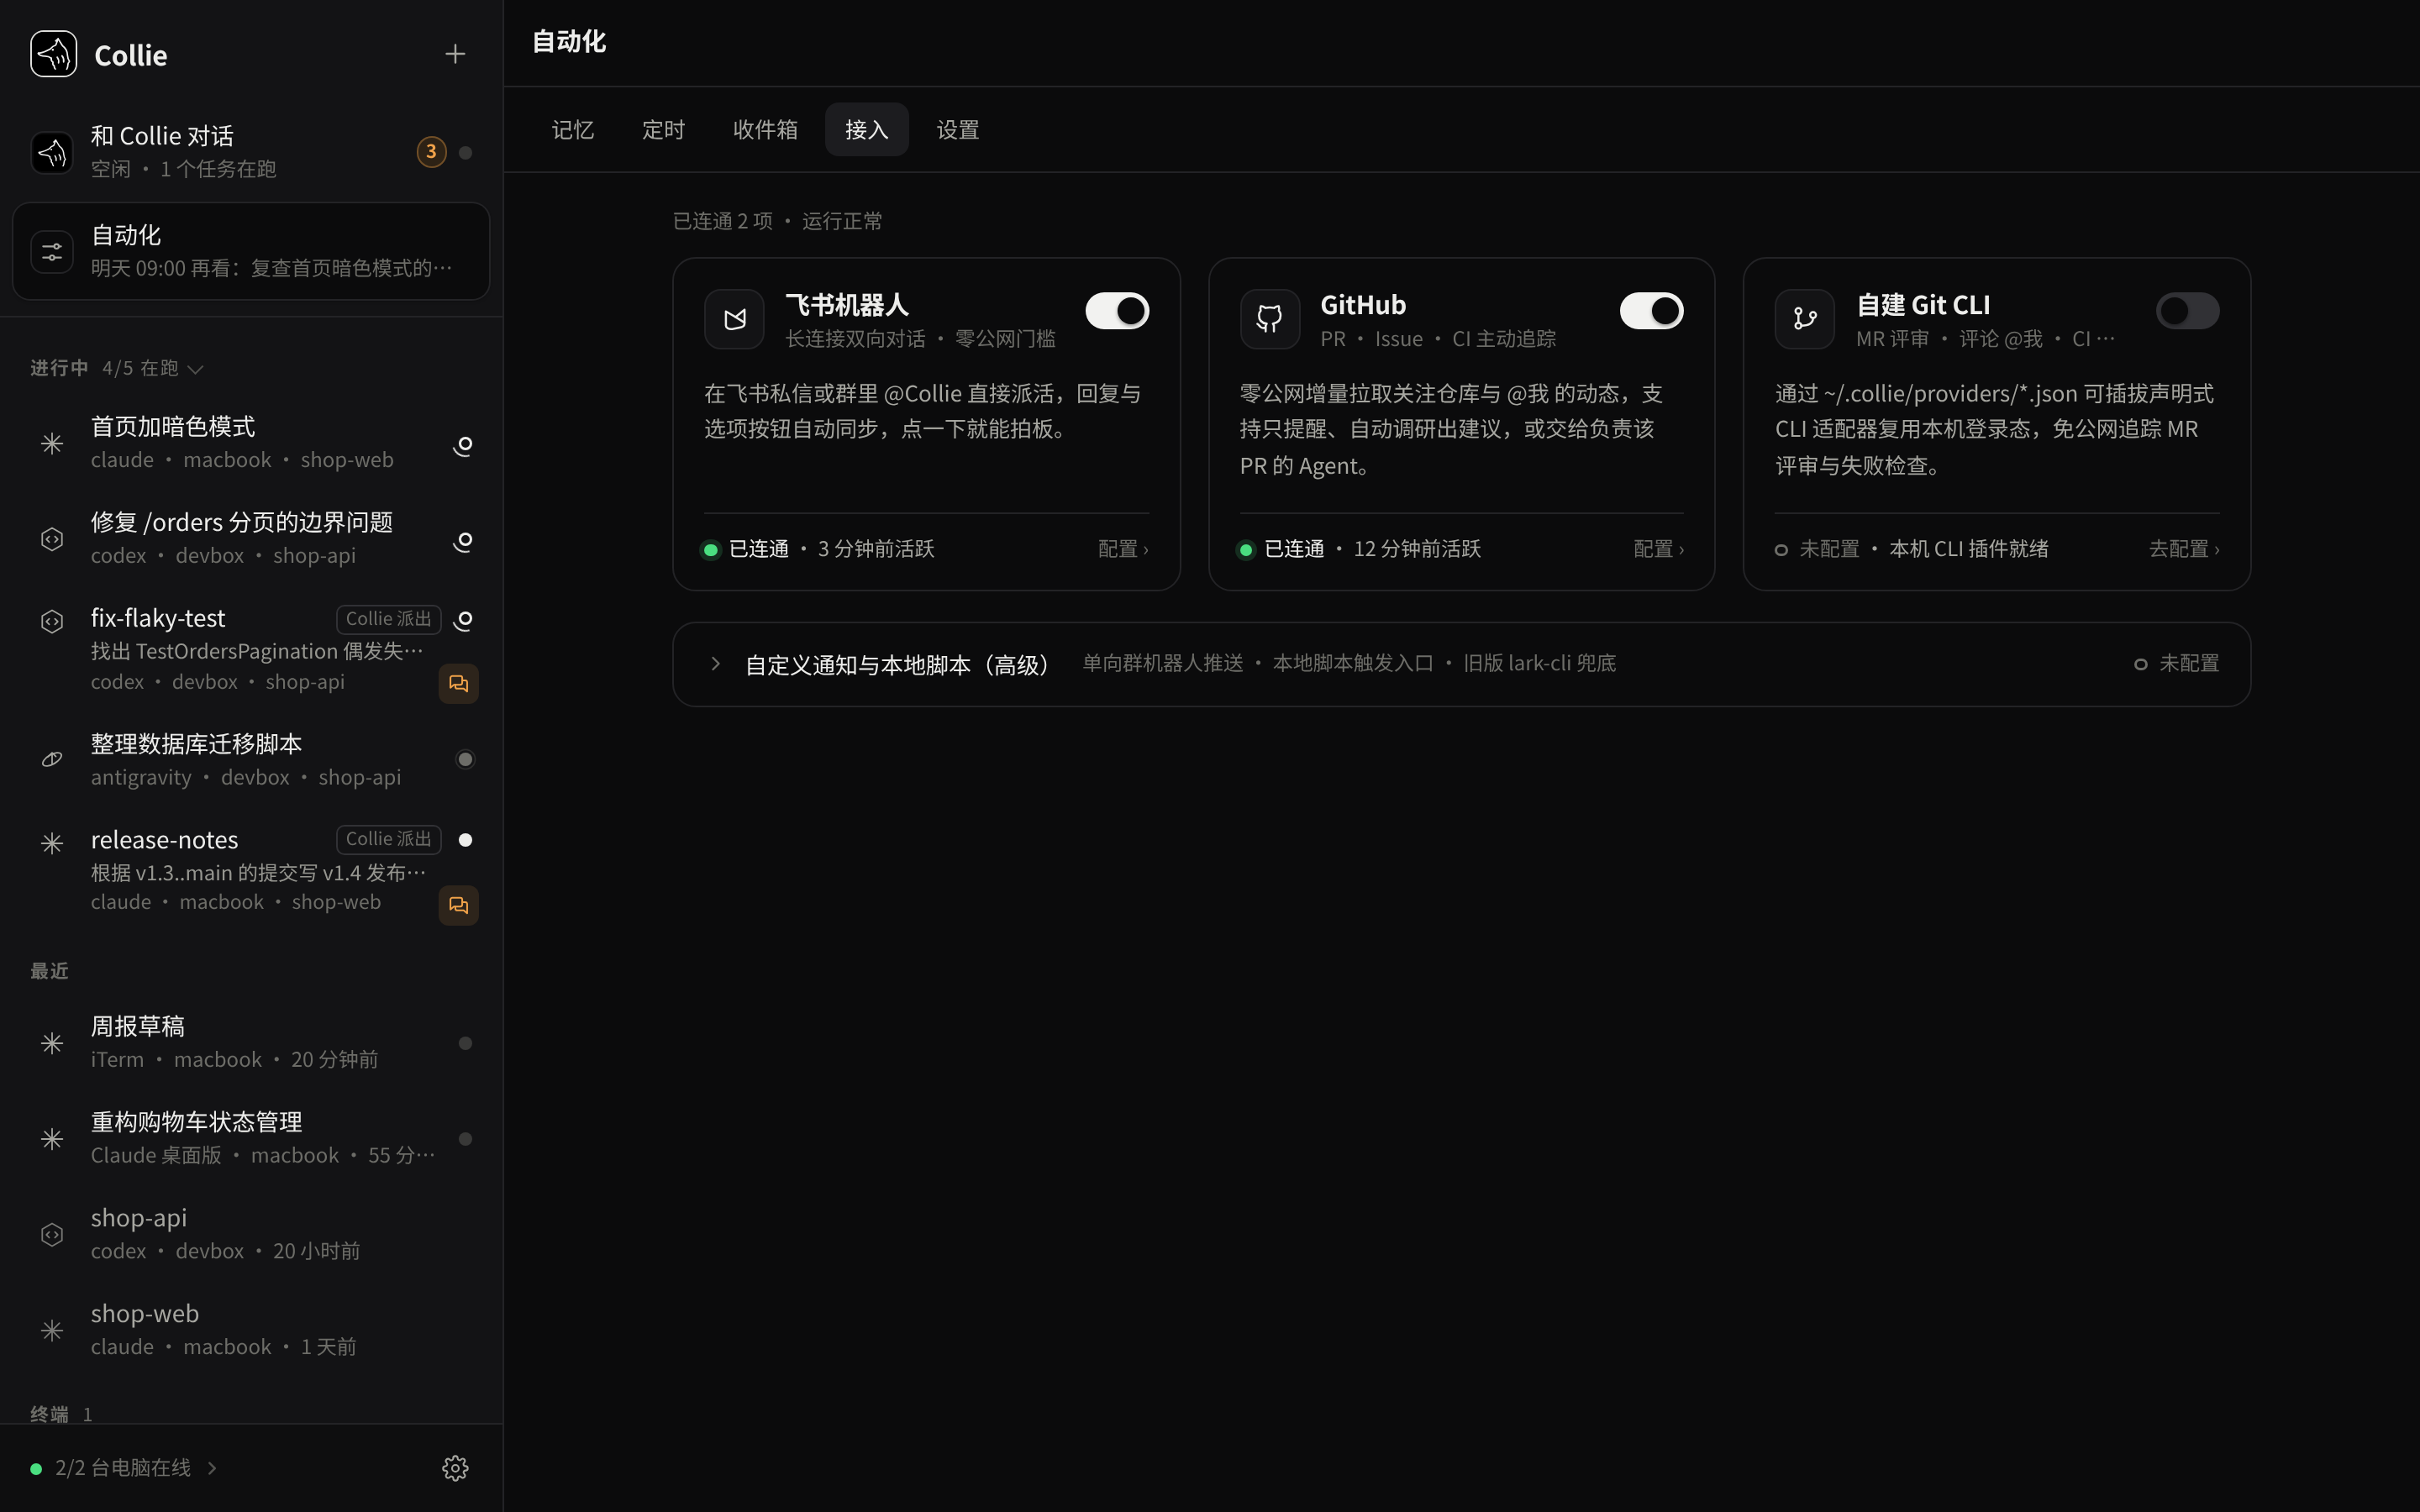 Collie
和 Collie 对话
3
空闲 • 1 个任务在跑
自动化
明天 09:00 再看：复查首页暗色模式的…
进行中 4/5 在跑
首页加暗色模式
claude • macbook • shop-web
修复 /orders 分页的边界问题
codex • devbox • shop-api
fix-flaky-test
Collie 派出
找出 TestOrdersPagination 偶发失…
codex • devbox • shop-api
整理数据库迁移脚本
antigravity • devbox • shop-api
release-notes
Collie 派出
根据 v1.3..main 的提交写 v1.4 发布…
claude • macbook • shop-web
最近
周报草稿
iTerm • macbook • 20 分钟前
重构购物车状态管理
Claude 桌面版 • macbook • 55 分…
shop-api
codex • devbox • 20 小时前
shop-web
claude • macbook • 1 天前
终端 1
2/2 台电脑在线
自动化
记忆
定时
收件箱
接入
设置
已连通 2 项 • 运行正常
飞书机器人
长连接双向对话 • 零公网门槛
在飞书私信或群里 @Collie 直接派活，回复与
选项按钮自动同步，点一下就能拍板。
已连通 • 3 分钟前活跃
配置 ›
GitHub
PR • Issue • CI 主动追踪
零公网增量拉取关注仓库与 @我 的动态，支
持只提醒、自动调研出建议，或交给负责该
PR 的 Agent。
已连通 • 12 分钟前活跃
配置 ›
自建 Git CLI
MR 评审 • 评论 @我 • CI …
通过 ~/.collie/providers/*.json 可插拔声明式
CLI 适配器复用本机登录态，免公网追踪 MR
评审与失败检查。
未配置 • 本机 CLI 插件就绪
去配置 ›
自定义通知与本地脚本（高级）
单向群机器人推送 • 本地脚本触发入口 • 旧版 lark-cli 兜底
未配置